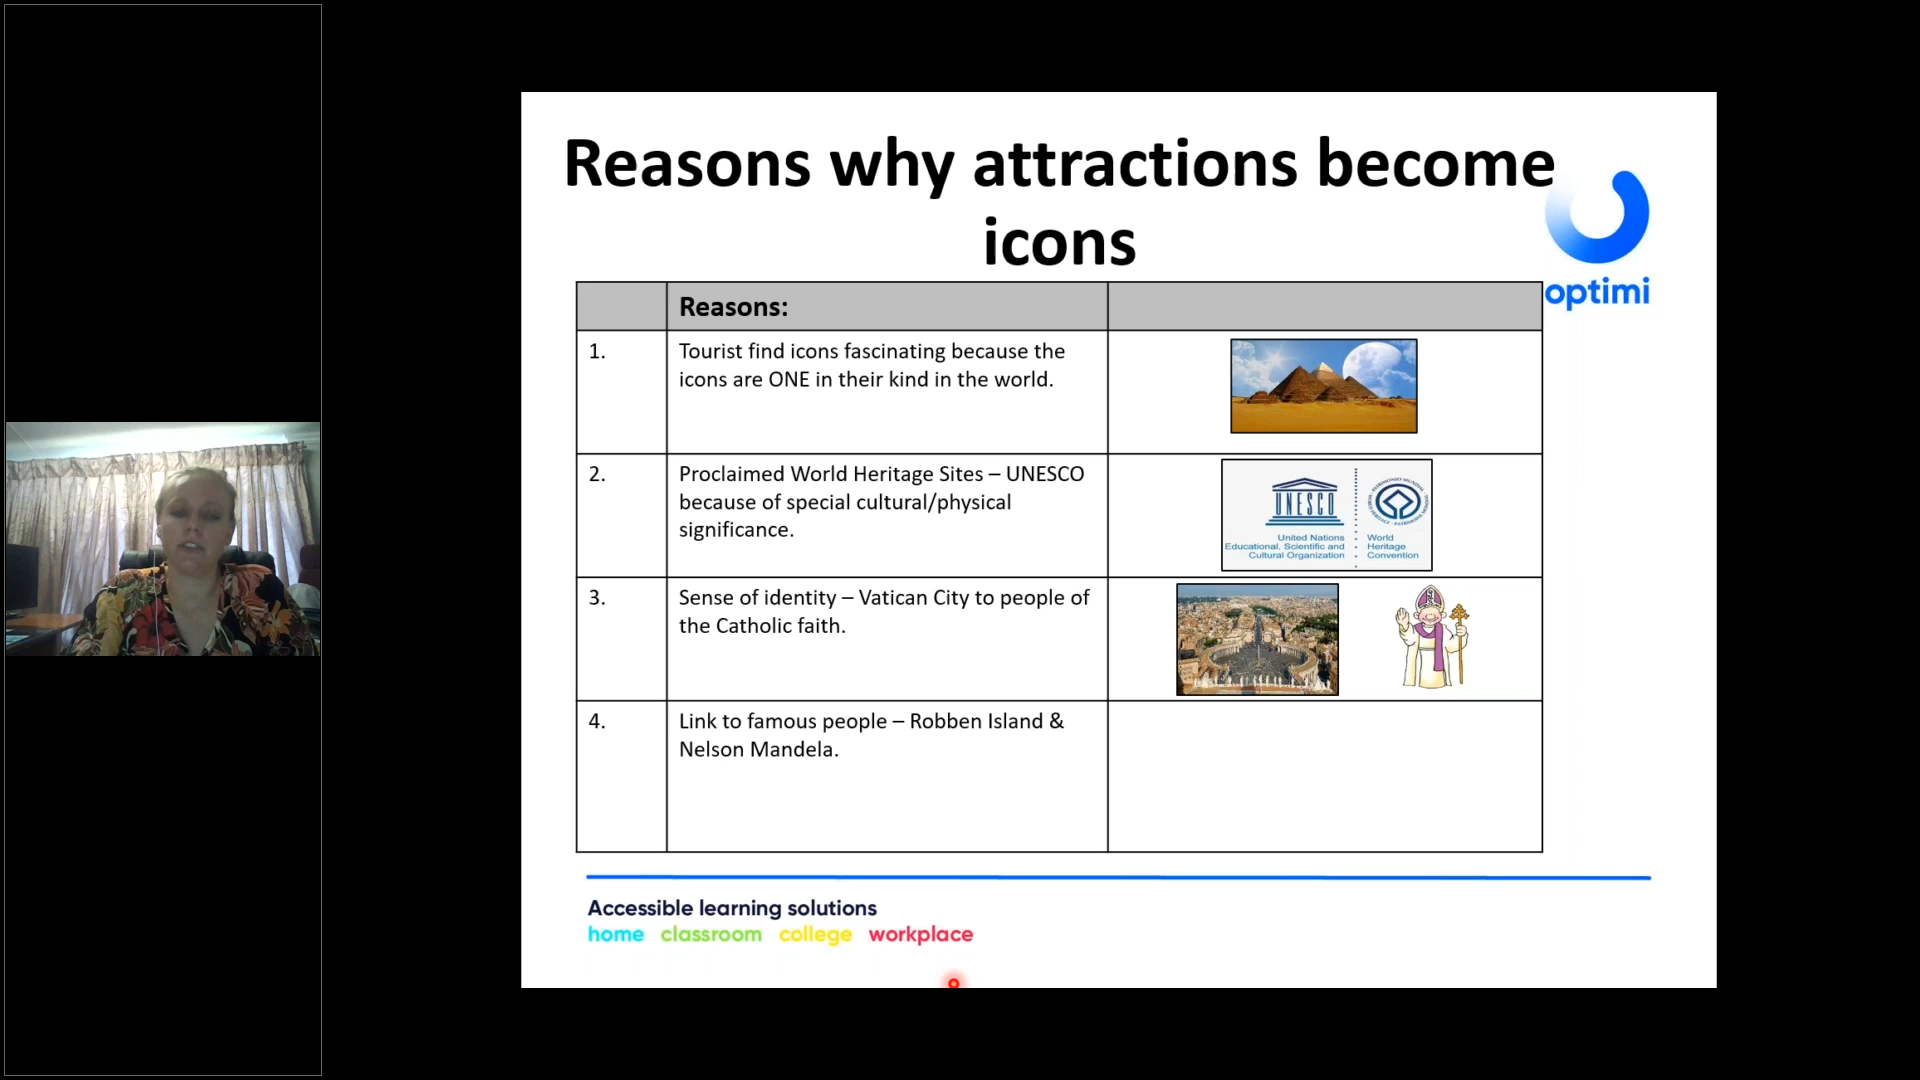 Reasons why attractions become
icons
optimi
Reasons:
1.
Tourist find icons fascinating because the
icons are ONE in their kind in the world.
2.
Proclaimed World Heritage Sites – UNESCO
because of special cultural/physical
significance.
UNESCO
United Nations
Educational, Scientific and
Cultural Organization
World
Heritage
Convention
3.
Sense of identity – Vatican City to people of
the Catholic faith.
4.
Link to famous people – Robben Island &
Nelson Mandela.
Accessible learning solutions
home classroom college workplace